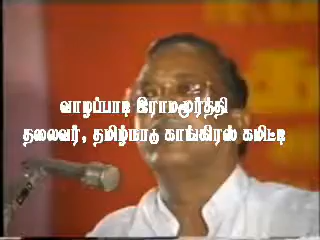 வாழப்பாடி இராமமூர்த்தி
தலைவர், தமிழ்நாடு காங்கிரஸ் கமிட்டி